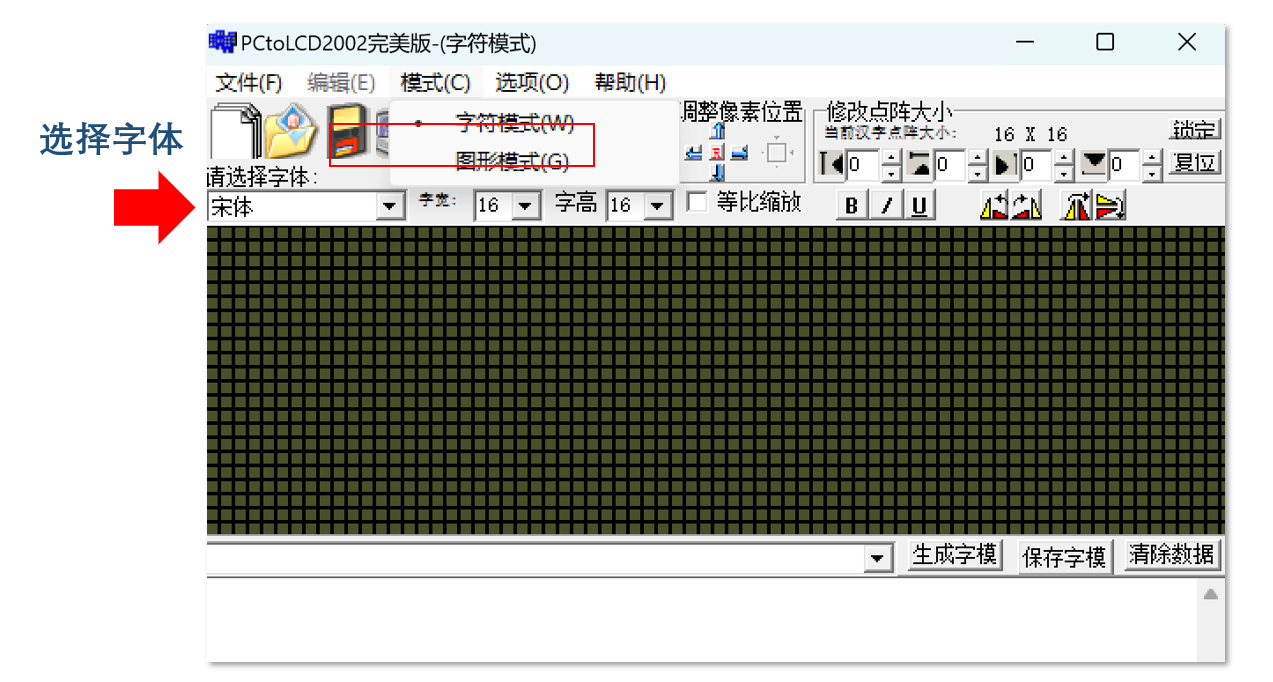 PCtoLCD2002完美版-(字符模式)
文件(F) 编辑(E) 模式(C) 选项(O) 帮助(H)
选择字体
字符模式(W)
图形模式(G)
调整像素位置
修改点阵大小
当前汉字点阵大小: 16 X 16
锁定
0 0 0 0 复位
请选择字体:
宋体 字宽: 16 字高 16 等比缩放 B I U
生成字模 保存字模 清除数据